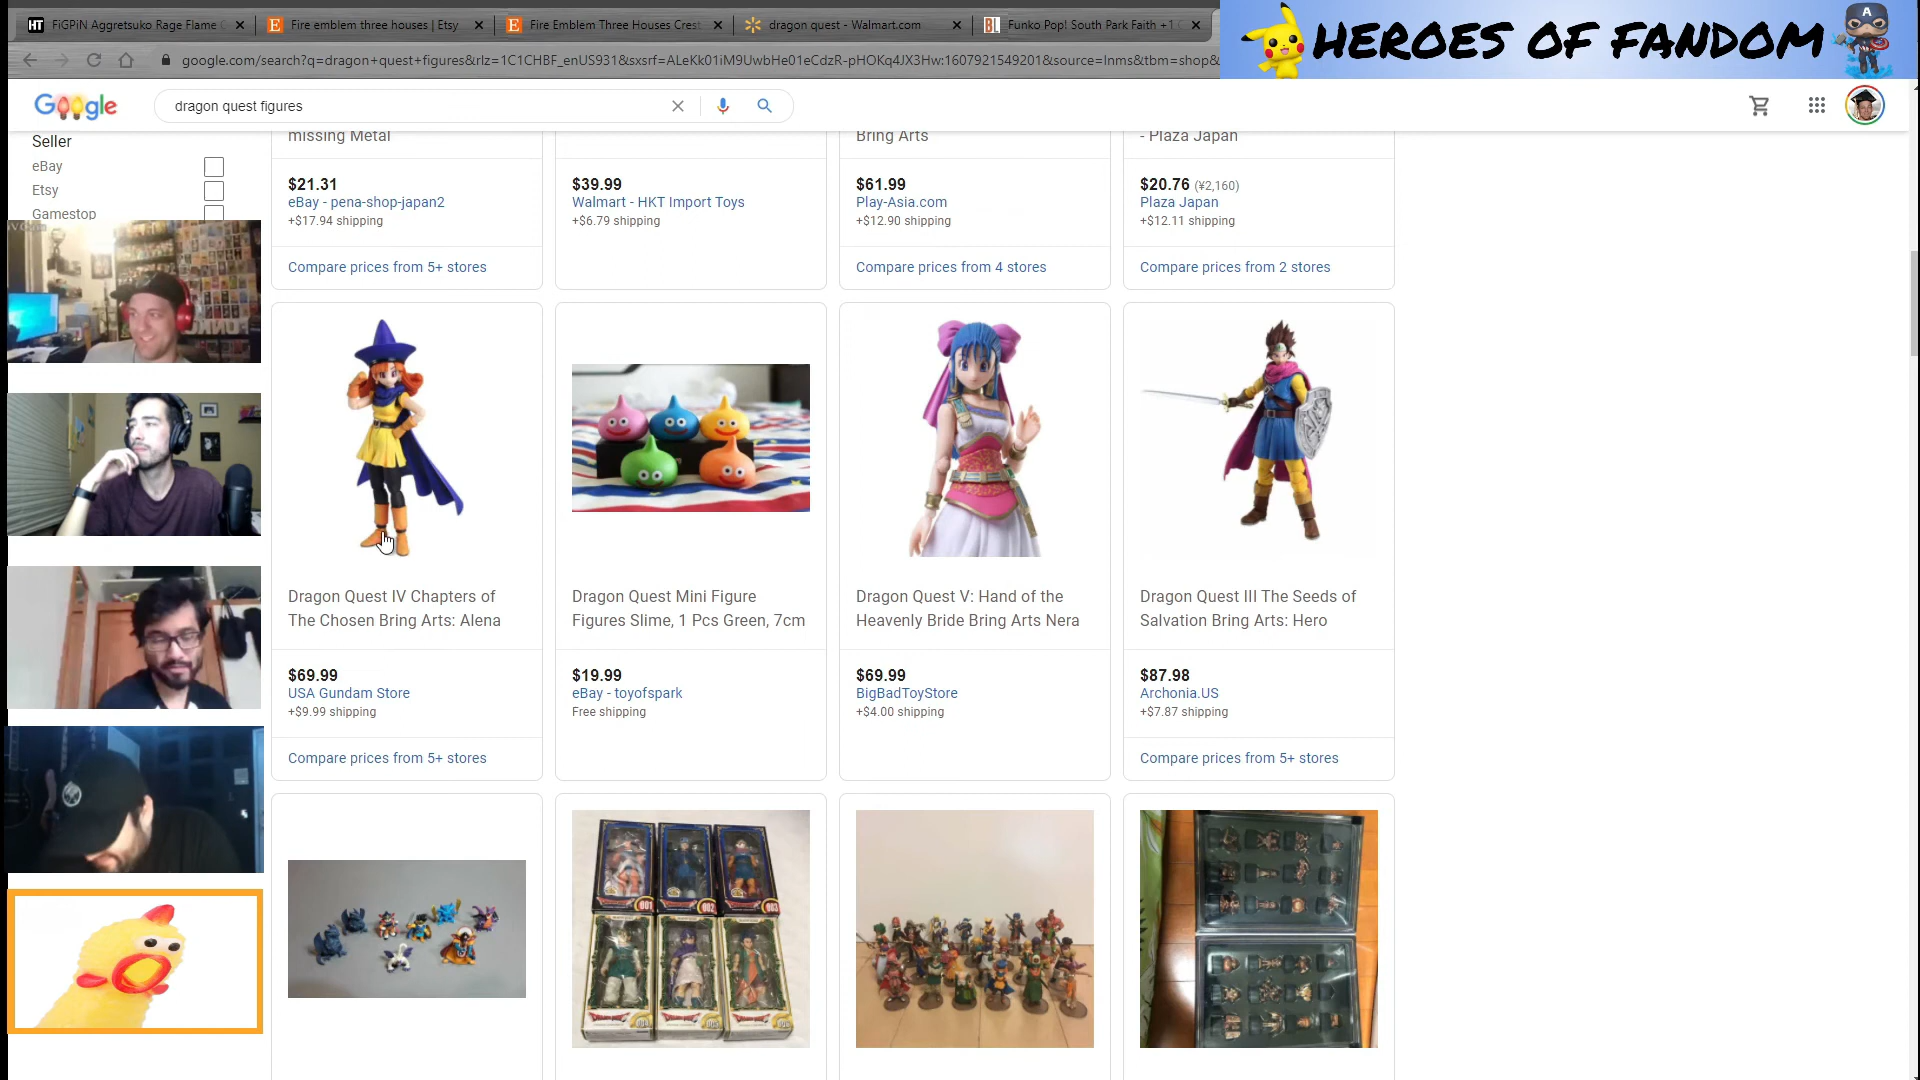 FiGPiN Aggretsuko Rage Flame
Fire emblem three houses | Etsy
Fire Emblem Three Houses Crest
dragon quest - Walmart.com
Funko Pop! South Park Faith +1
HEROES OF FANDOM
google.com/search?q=dragon+quest+figures&rlz=1C1CHBF_enUS931&sxsrf=ALeKk01iM9UwbHe01eCdzR-pHOKq4JX3Hw:1607921549201&source=lnms&tbm=shop&
Google
dragon quest figures
Seller
eBay
Etsy
Gamestop
missing Metal
Bring Arts
- Plaza Japan
$21.31
eBay - pena-shop-japan2
+$17.94 shipping
Compare prices from 5+ stores
$39.99
Walmart - HKT Import Toys
+$6.79 shipping
$61.99
Play-Asia.com
+$12.90 shipping
Compare prices from 4 stores
$20.76 (¥2,160)
Plaza Japan
+$12.11 shipping
Compare prices from 2 stores
Dragon Quest IV Chapters of
The Chosen Bring Arts: Alena
$69.99
USA Gundam Store
+$9.99 shipping
Compare prices from 5+ stores
Dragon Quest Mini Figure
Figures Slime, 1 Pcs Green, 7cm
$19.99
eBay - toyofspark
Free shipping
Dragon Quest V: Hand of the
Heavenly Bride Bring Arts Nera
$69.99
BigBadToyStore
+$4.00 shipping
Dragon Quest III The Seeds of
Salvation Bring Arts: Hero
$87.98
Archonia.US
+$7.87 shipping
Compare prices from 5+ stores
001
002
003